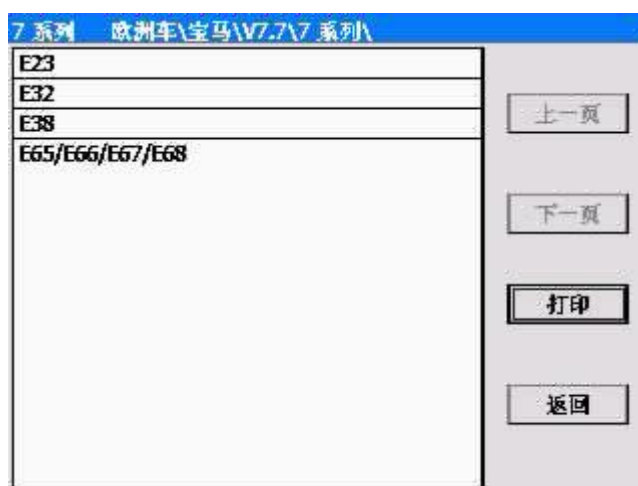 7 系列 欧洲车\宝马\V7.7\7 系列\
E23
E32
E38
E65/E66/E67/E68
上一页
下一页
打印
返回